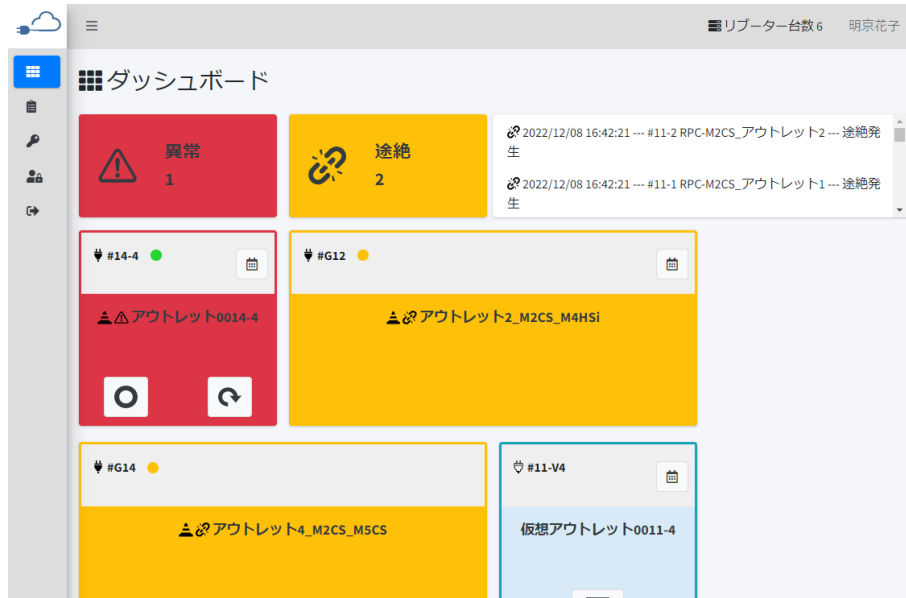 リブーター台数 6
明京花子
ダッシュボード
異常
1
途絶
2
2022/12/08 16:42:21 --- #11-2 RPC-M2CS_アウトレット2 --- 途絶発
生
2022/12/08 16:42:21 --- #11-1 RPC-M2CS_アウトレット1 --- 途絶発
生
#14-4
アウトレット0014-4
#G12
アウトレット2_M2CS_M4HSi
#G14
アウトレット4_M2CS_M5CS
#11-V4
仮想アウトレット0011-4